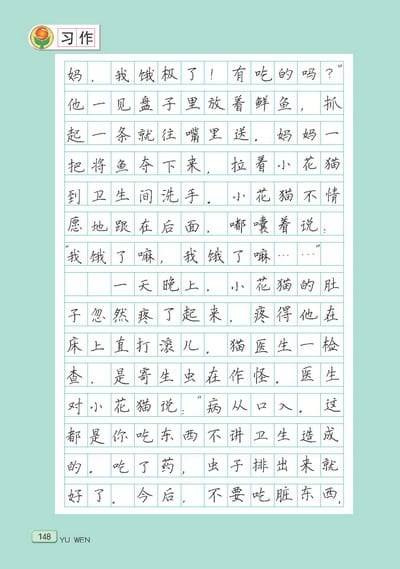 习作
妈，我饿极了！有吃的吗？”
他一见盘子里放着鲜鱼，抓
起一条就往嘴里送。妈妈一
把将鱼夺下来，拉着小花猫
到卫生间洗手。小花猫不情
愿地跟在后面，嘟囔着说：
“我饿了嘛，我饿了嘛……”
一天晚上，小花猫的肚
子忽然疼了起来，疼得他在
床上直打滚儿。猫医生一检
查，是寄生虫在作怪。医生
对小花猫说：“病从口入。这
都是你吃东西不讲卫生造成
的。吃了药，虫子排出来就
好了。今后，不要吃脏东西，
148
YU WEN